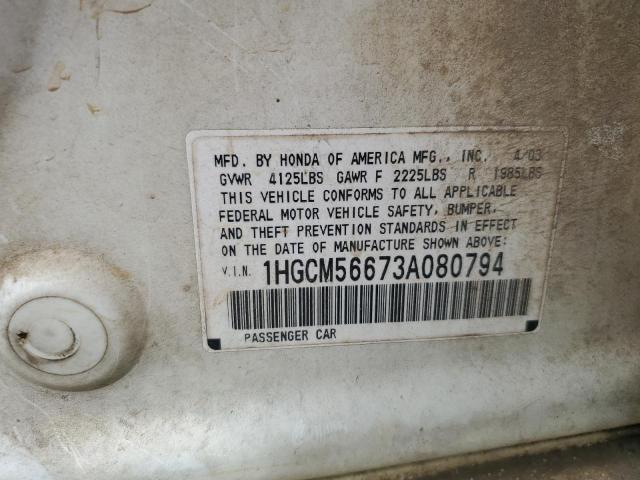 MFD. BY HONDA OF AMERICA MFG., INC. 4/03
GVWR 4125LBS GAWR F 2225LBS R 1985LBS
THIS VEHICLE CONFORMS TO ALL APPLICABLE
FEDERAL MOTOR VEHICLE SAFETY, BUMPER,
AND THEFT PREVENTION STANDARDS IN EFFECT
ON THE DATE OF MANUFACTURE SHOWN ABOVE:
V.I.N. 1HGCM56673A080794
PASSENGER CAR